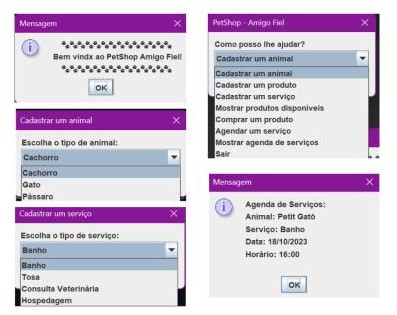 Mensagem
Bem vindx ao PetShop Amigo Fiel!
OK
PetShop - Amigo Fiel
Como posso lhe ajudar?
Cadastrar um animal
Cadastrar um animal
Cadastrar um produto
Cadastrar um serviço
Mostrar produtos disponíveis
Comprar um produto
Agendar um serviço
Mostrar agenda de serviços
Sair
Cadastrar um animal
Escolha o tipo de animal:
Cachorro
Cachorro
Gato
Pássaro
Cadastrar um serviço
Escolha o tipo de serviço:
Banho
Banho
Tosa
Consulta Veterinária
Hospedagem
Mensagem
Agenda de Serviços:
Animal: Petit Gatô
Serviço: Banho
Data: 18/10/2023
Horário: 16:00
OK